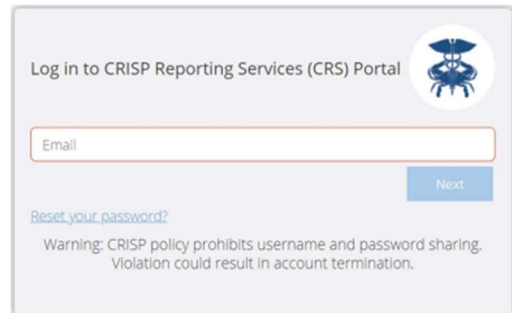 Log in to CRISP Reporting Services (CRS) Portal
Email
Next
Reset your password?
Warning: CRISP policy prohibits username and password sharing.
Violation could result in account termination.